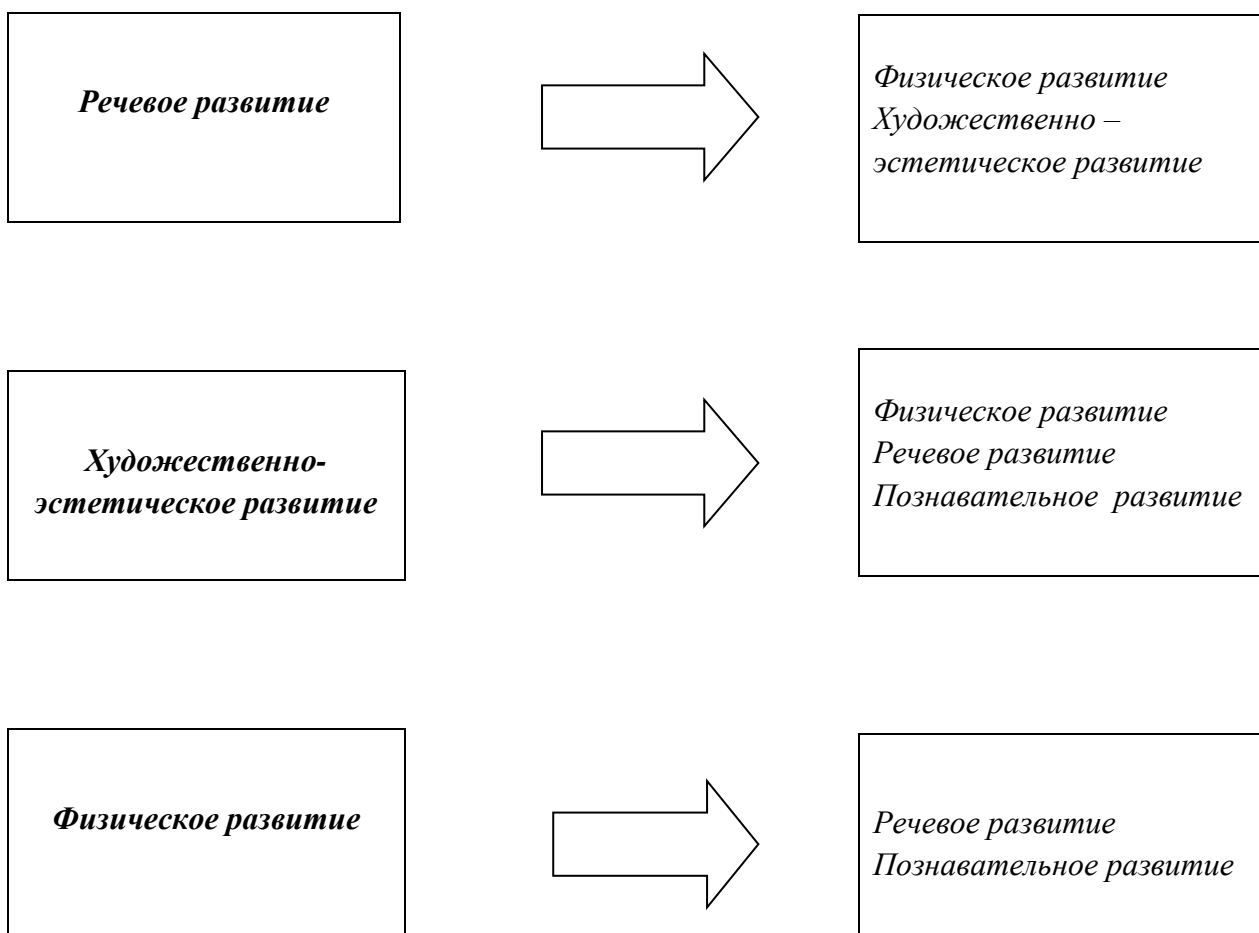 Речевое развитие
Физическое развитие
Художественно –
эстетическое развитие
Художественно-
эстетическое развитие
Физическое развитие
Речевое развитие
Познавательное  развитие
Физическое развитие
Речевое развитие
Познавательное развитие